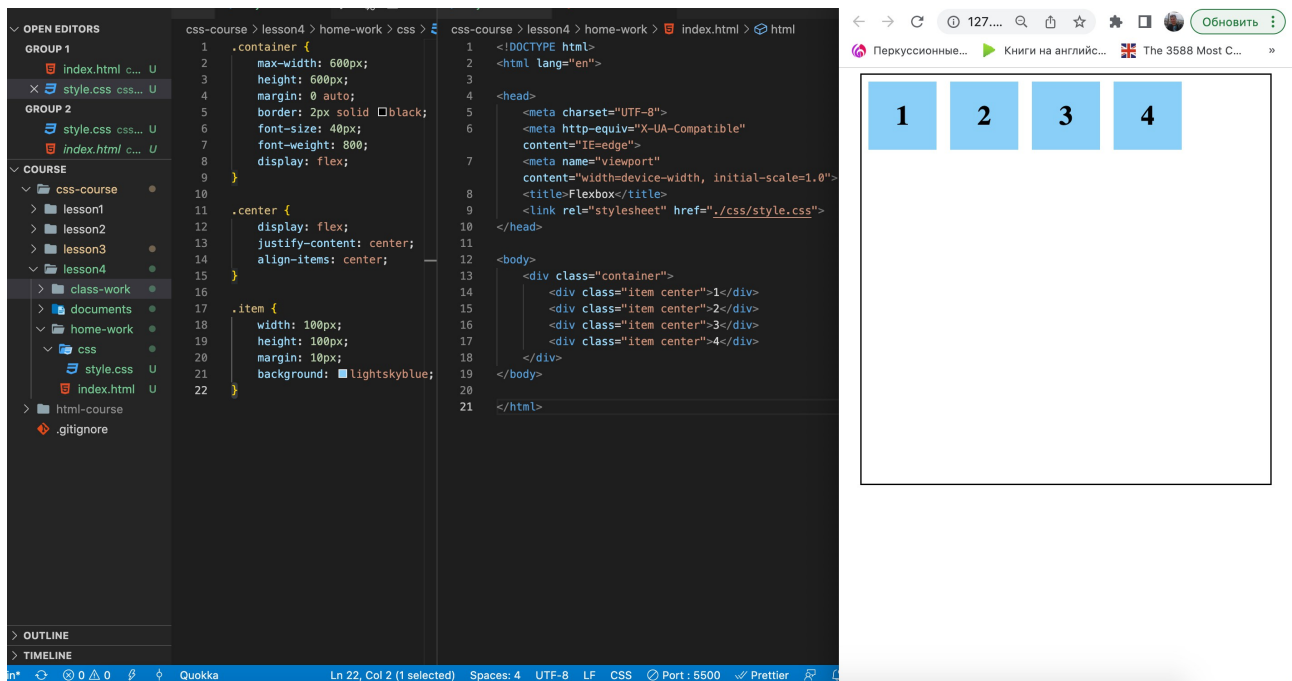 OPEN EDITORS
GROUP 1
index.html c... U
style.css css... U
GROUP 2
style.css css... U
index.html c... U
COURSE
css-course
lesson1
lesson2
lesson3
lesson4
class-work
documents
home-work
css
style.css U
index.html U
html-course
.gitignore
OUTLINE
TIMELINE
css-course > lesson4 > home-work > css >
1 .container {
2 max-width: 600px;
3 height: 600px;
4 margin: 0 auto;
5 border: 2px solid black;
6 font-size: 40px;
7 font-weight: 800;
8 display: flex;
9 }
10
11 .center {
12 display: flex;
13 justify-content: center;
14 align-items: center;
15 }
16
17 .item {
18 width: 100px;
19 height: 100px;
20 margin: 10px;
21 background: lightskyblue;
22 }
css-course > lesson4 > home-work > index.html > html
1 <!DOCTYPE html>
2 <html lang="en">
3
4 <head>
5 <meta charset="UTF-8">
6 <meta http-equiv="X-UA-Compatible"
content="IE=edge">
7 <meta name="viewport"
content="width=device-width, initial-scale=1.0">
8 <title>Flexbox</title>
9 <link rel="stylesheet" href="./css/style.css">
10 </head>
11
12 <body>
13 <div class="container">
14 <div class="item center">1</div>
15 <div class="item center">2</div>
16 <div class="item center">3</div>
17 <div class="item center">4</div>
18 </div>
19 </body>
20
21 </html>
in* 0 0 Quokka Ln 22, Col 2 (1 selected) Spaces: 4 UTF-8 LF CSS Port : 5500 Prettier
127.... Обновить
Перкуссионные... Книги на английс... The 3588 Most C... »
1 2 3 4